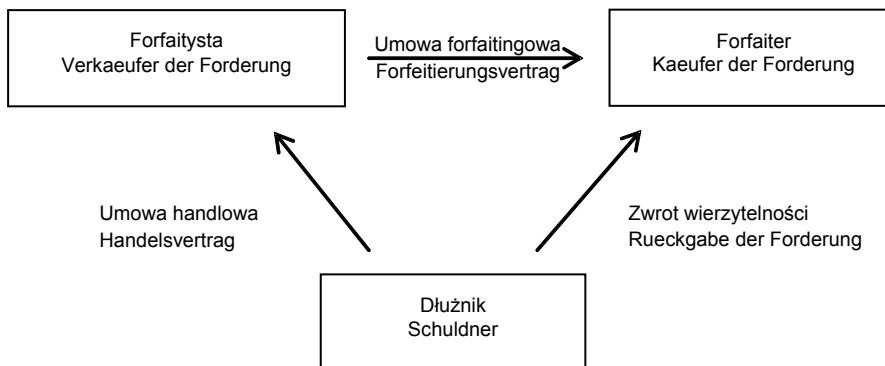 Forfaitysta
Verkaeufer der Forderung
Umowa forfaitingowa
Forfeitierungsvertrag
Forfaiter
Kaeufer der Forderung
Umowa handlowa
Handelsvertrag
Zwrot wierzytelności
Rueckgabe der Forderung
Dłużnik
Schuldner